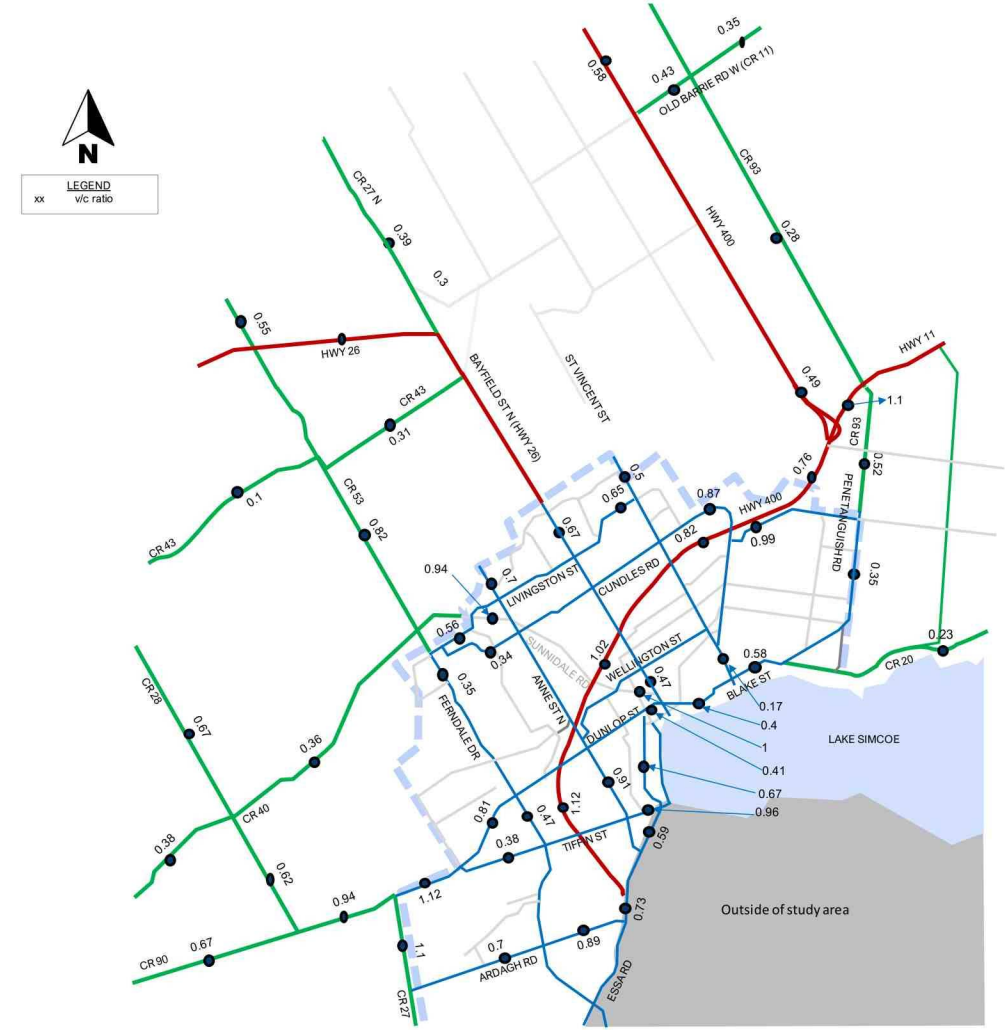 0.35
0.58
0.43
OLD BARRIE RD W (CR 11)
N
LEGEND
xx v/c ratio
CR 93
CR 27 N
HWY 400
0.28
0.39
0.3
0.55
HWY 26
HWY 11
BAYFIELD ST N (HWY 26)
ST VINCENT ST
0.49
1.1
CR 43
0.31
CR 93
0.52
0.5
0.76
0.1
CR 53
0.65
0.87
HWY 400
PENETANGUISH RD
0.82
0.67
0.82
0.99
CR 43
0.94
0.7
LIVINGSTON ST
CUNDLES RD
0.35
0.56
0.34
SUNNIDALE RD
1.02
WELLINGTON ST
0.58
0.23
CR 20
CR 28
0.35
0.47
BLAKE ST
FERNDALE DR
ANNE ST N
DUNLOP ST
0.17
0.4
LAKE SIMCOE
0.67
0.36
1
0.41
0.91
0.67
CR 40
0.81
0.47
1.12
0.96
0.38
0.38
TIFFIN ST
0.59
0.62
0.94
1.12
0.73
Outside of study area
0.67
CR 90
1.1
0.7
0.89
ARDAGH RD
CR 27
ESSA RD